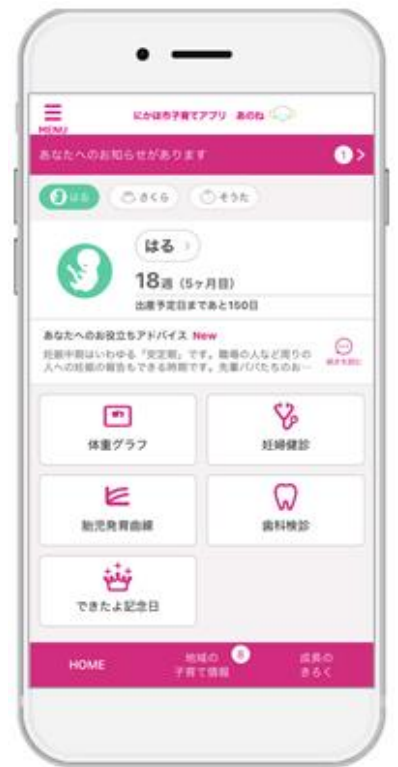 MENU
にかほ市子育てアプリ あのね
あなたへのお知らせがあります 1 >
はる さくら そうた
はる >
18週 (5ヶ月目)
出産予定日まであと150日
あなたへのお役立ちアドバイス New
妊娠中期はいわゆる「安定期」です。職場の人など周りの
人への妊娠の報告もできる時期です。先輩パパたちのお…
続きを読む
体重グラフ 妊婦健診
胎児発育曲線 歯科検診
できたよ記念日
HOME 地域の子育て情報 8 成長のきろく